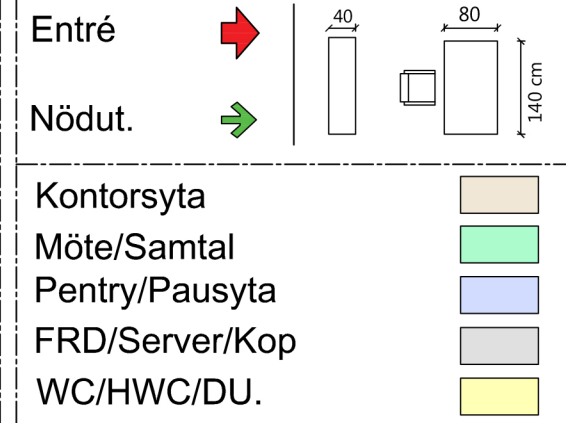 Entré
40
80
140 cm
Nödut.
Kontorsyta
Möte/Samtal
Pentry/Pausyta
FRD/Server/Kop
WC/HWC/DU.